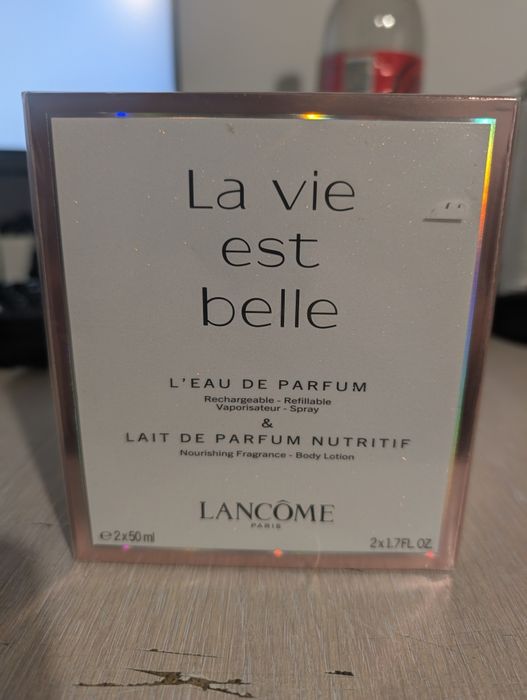 La vie
est
belle
L'EAU DE PARFUM
Rechargeable - Refillable
Vaporisateur - Spray
&
LAIT DE PARFUM NUTRITIF
Nourishing Fragrance - Body Lotion
LANCÔME
PARIS
℮ 2x50 ml
2x1.7FL OZ